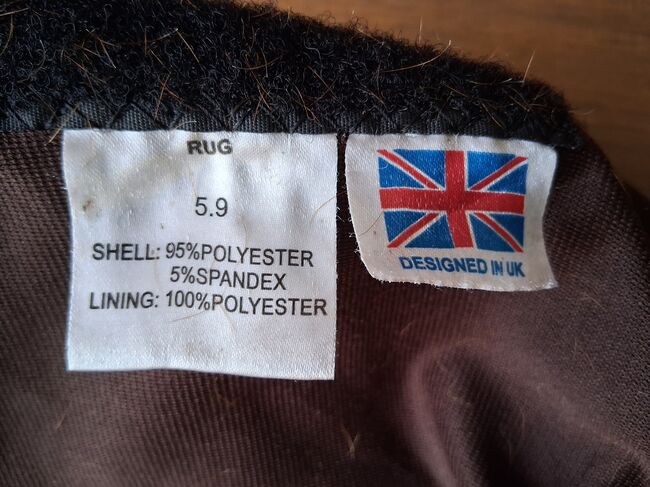 RUG
5.9
SHELL: 95%POLYESTER
5%SPANDEX
LINING: 100%POLYESTER
DESIGNED IN UK